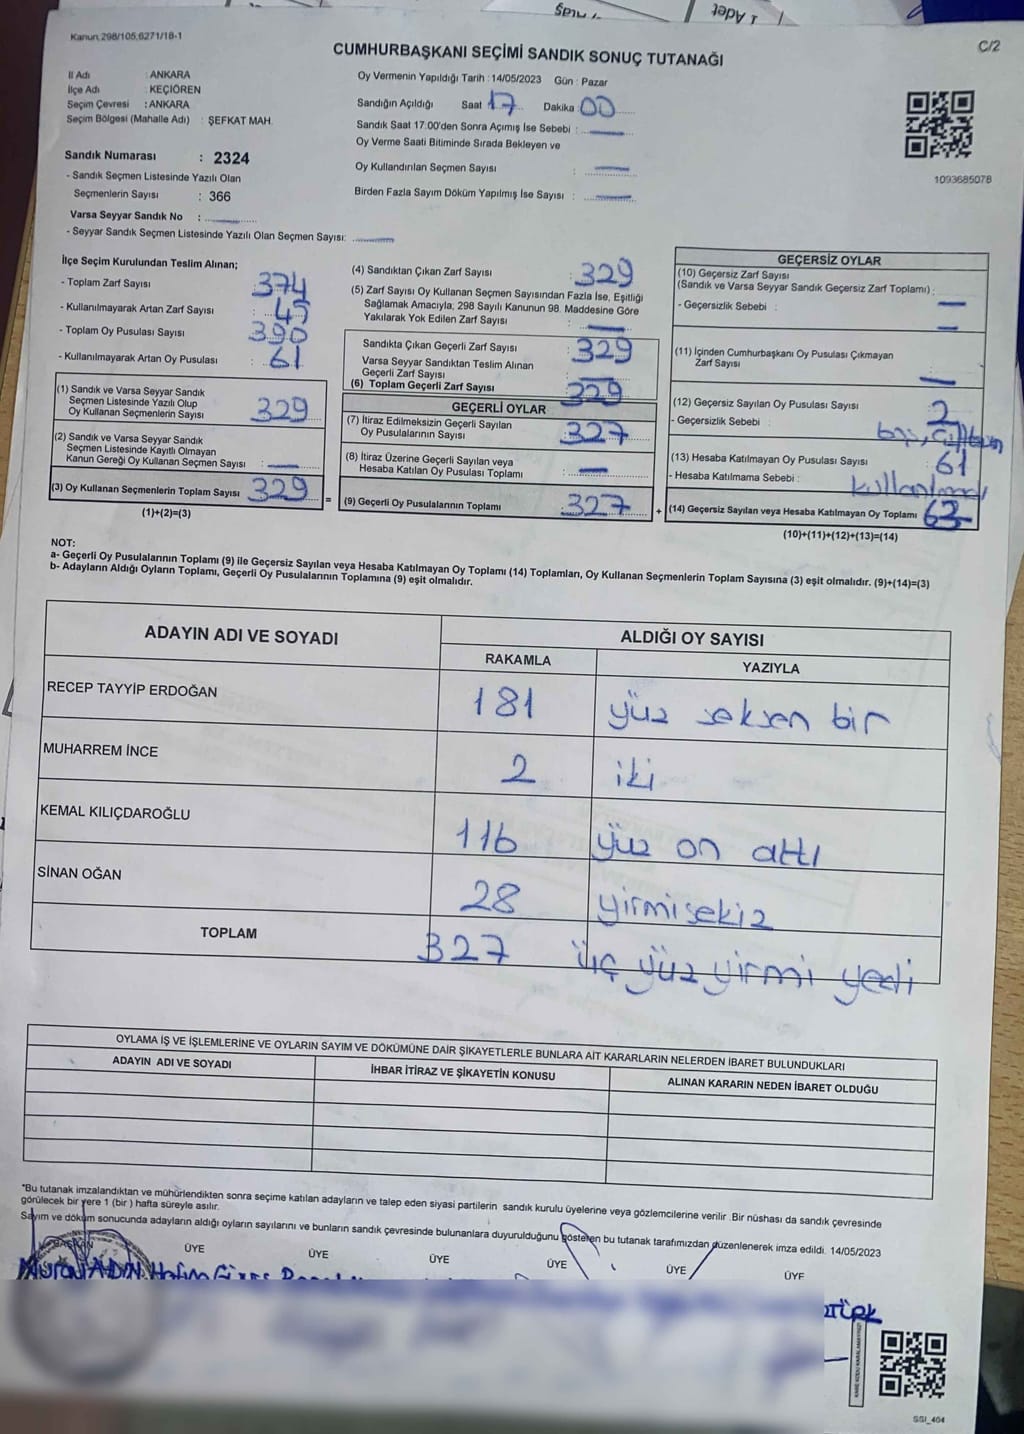 1 Adet
Kanun;298/105;6271/18-1
C/2
CUMHURBAŞKANI SEÇİMİ SANDIK SONUÇ TUTANAĞI
İl Adı : ANKARA
İlçe Adı : KEÇİÖREN
Seçim Çevresi : ANKARA
Seçim Bölgesi (Mahalle Adı) : ŞEFKAT MAH.
Oy Vermenin Yapıldığı Tarih : 14/05/2023 Gün : Pazar
Sandığın Açıldığı Saat 17 Dakika : 00
Sandık Saat 17:00'den Sonra Açımış İse Sebebi :
Oy Verme Saati Bitiminde Sırada Bekleyen ve
Oy Kullandırılan Seçmen Sayısı :
Birden Fazla Sayım Döküm Yapılmış İse Sayısı :
1093685078
Sandık Numarası : 2324
- Sandık Seçmen Listesinde Yazılı Olan
Seçmenlerin Sayısı : 366
Varsa Seyyar Sandık No :
- Seyyar Sandık Seçmen Listesinde Yazılı Olan Seçmen Sayısı:
İlçe Seçim Kurulundan Teslim Alınan;
- Toplam Zarf Sayısı : 374
- Kullanılmayarak Artan Zarf Sayısı : 45
- Toplam Oy Pusulası Sayısı : 390
- Kullanılmayarak Artan Oy Pusulası : 61
(1) Sandık ve Varsa Seyyar Sandık
Seçmen Listesinde Yazılı Olup
Oy Kullanan Seçmenlerin Sayısı : 329
(2) Sandık ve Varsa Seyyar Sandık
Seçmen Listesinde Kayıtlı Olmayan
Kanun Gereği Oy Kullanan Seçmen Sayısı :
(3) Oy Kullanan Seçmenlerin Toplam Sayısı 329
(1)+(2)=(3)
(4) Sandıktan Çıkan Zarf Sayısı : 329
(5) Zarf Sayısı Oy Kullanan Seçmen Sayısından Fazla İse, Eşitliği
Sağlamak Amacıyla, 298 Sayılı Kanunun 98. Maddesine Göre
Yakılarak Yok Edilen Zarf Sayısı :
Sandıkta Çıkan Geçerli Zarf Sayısı : 329
Varsa Seyyar Sandıktan Teslim Alınan
Geçerli Zarf Sayısı :
(6) Toplam Geçerli Zarf Sayısı 329
GEÇERLİ OYLAR
(7) İtiraz Edilmeksizin Geçerli Sayılan
Oy Pusulalarının Sayısı : 327
(8) İtiraz Üzerine Geçerli Sayılan veya
Hesaba Katılan Oy Pusulası Toplamı :
= (9) Geçerli Oy Pusulalarının Toplamı : 327
GEÇERSİZ OYLAR
(10) Geçersiz Zarf Sayısı
(Sandık ve Varsa Seyyar Sandık Geçersiz Zarf Toplamı) :
- Geçersizlik Sebebi :
(11) İçinden Cumhurbaşkanı Oy Pusulası Çıkmayan
Zarf Sayısı
(12) Geçersiz Sayılan Oy Pusulası Sayısı 2
- Geçersizlik Sebebi :
(13) Hesaba Katılmayan Oy Pusulası Sayısı 61
- Hesaba Katılmama Sebebi :
+ (14) Geçersiz Sayılan veya Hesaba Katılmayan Oy Toplamı 63
(10)+(11)+(12)+(13)=(14)
NOT:
a- Geçerli Oy Pusulalarının Toplamı (9) ile Geçersiz Sayılan veya Hesaba Katılmayan Oy Toplamı (14) Toplamları, Oy Kullanan Seçmenlerin Toplam Sayısına (3) eşit olmalıdır. (9)+(14)=(3)
b- Adayların Aldığı Oyların Toplamı, Geçerli Oy Pusulalarının Toplamına (9) eşit olmalıdır.
ADAYIN ADI VE SOYADI
ALDIĞI OY SAYISI
RAKAMLA YAZIYLA
RECEP TAYYİP ERDOĞAN 181 yüz seksen bir
MUHARREM İNCE 2 iki
KEMAL KILIÇDAROĞLU 116 yüz on altı
SİNAN OĞAN 28 yirmisekiz
TOPLAM 327 üç yüz yirmi yedi
OYLAMA İŞ VE İŞLEMLERİNE VE OYLARIN SAYIM VE DÖKÜMÜNE DAİR ŞİKAYETLERLE BUNLARA AİT KARARLARIN NELERDEN İBARET BULUNDUKLARI
ADAYIN ADI VE SOYADI İHBAR İTİRAZ VE ŞİKAYETİN KONUSU ALINAN KARARIN NEDEN İBARET OLDUĞU
*Bu tutanak imzalandıktan ve mühürlendikten sonra seçime katılan adayların ve talep eden siyasi partilerin sandık kurulu üyelerine veya gözlemcilerine verilir .Bir nüshası da sandık çevresinde
görülecek bir yere 1 (bir ) hafta süreyle asılır.
Sayım ve döküm sonucunda adayların aldığı oyların sayılarını ve bunların sandık çevresinde bulunanlara duyurulduğunu gösteren bu tutanak tarafımızdan düzenlenerek imza edildi. 14/05/2023
BAŞKAN ÜYE ÜYE ÜYE ÜYE ÜYE ÜYE
SGI_404